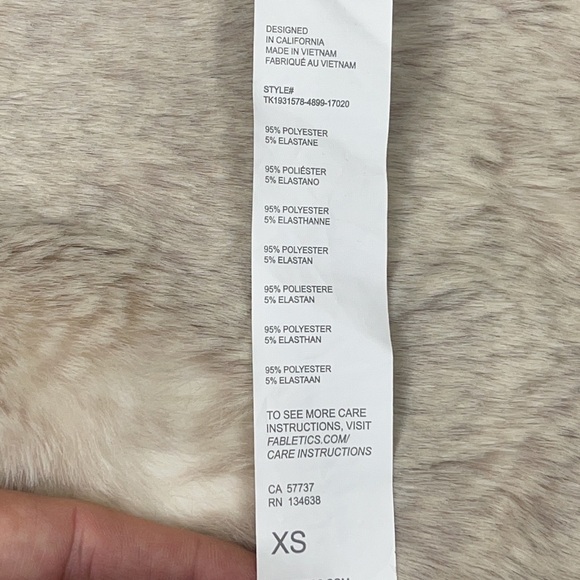 DESIGNED
IN CALIFORNIA
MADE IN VIETNAM
FABRIQUÉ AU VIETNAM
STYLE#
TK1931578-4899-17020
95% POLYESTER
5% ELASTANE
95% POLIÉSTER
5% ELASTANO
95% POLYESTER
5% ELASTHANNE
95% POLYESTER
5% ELASTAN
95% POLIESTERE
5% ELASTAN
95% POLYESTER
5% ELASTHAN
95% POLYESTER
5% ELASTAAN
TO SEE MORE CARE
INSTRUCTIONS, VISIT
FABLETICS.COM/
CARE INSTRUCTIONS
CA 57737
RN 134638
XS